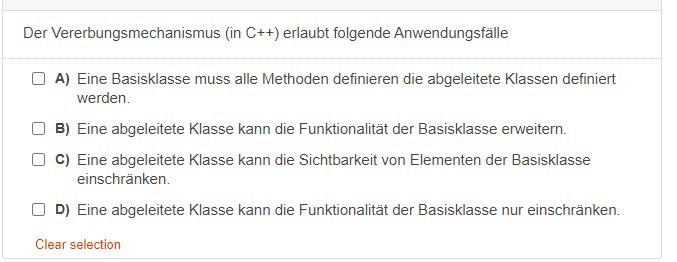 Der Vererbungsmechanismus (in C++) erlaubt folgende Anwendungsfälle
A) Eine Basisklasse muss alle Methoden definieren die abgeleitete Klassen definiert
werden.
B) Eine abgeleitete Klasse kann die Funktionalität der Basisklasse erweitern.
C) Eine abgeleitete Klasse kann die Sichtbarkeit von Elementen der Basisklasse
einschränken.
D) Eine abgeleitete Klasse kann die Funktionalität der Basisklasse nur einschränken.
Clear selection